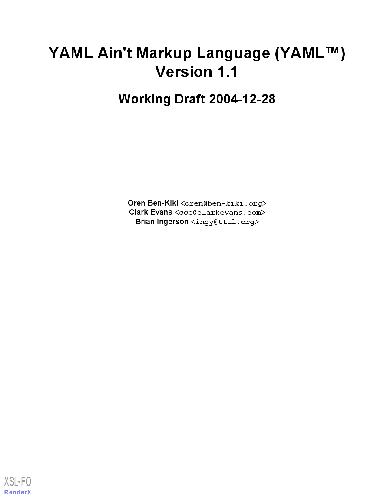 YAML Ain't Markup Language (YAML™)
Version 1.1
Working Draft 2004-12-28
Oren Ben-Kiki <oren@ben-kiki.org>
Clark Evans <cce@clarkevans.com>
Brian Ingerson <ingy@ttul.org>
XSL•FO
RenderX